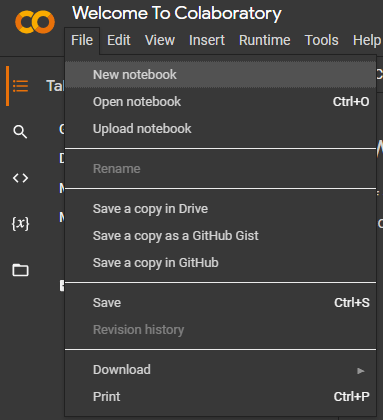 Welcome To Colaboratory
File Edit View Insert Runtime Tools Help
New notebook
Open notebook Ctrl+O
Upload notebook
Rename
Save a copy in Drive
Save a copy as a GitHub Gist
Save a copy in GitHub
Save Ctrl+S
Revision history
Download
Print Ctrl+P
{x}